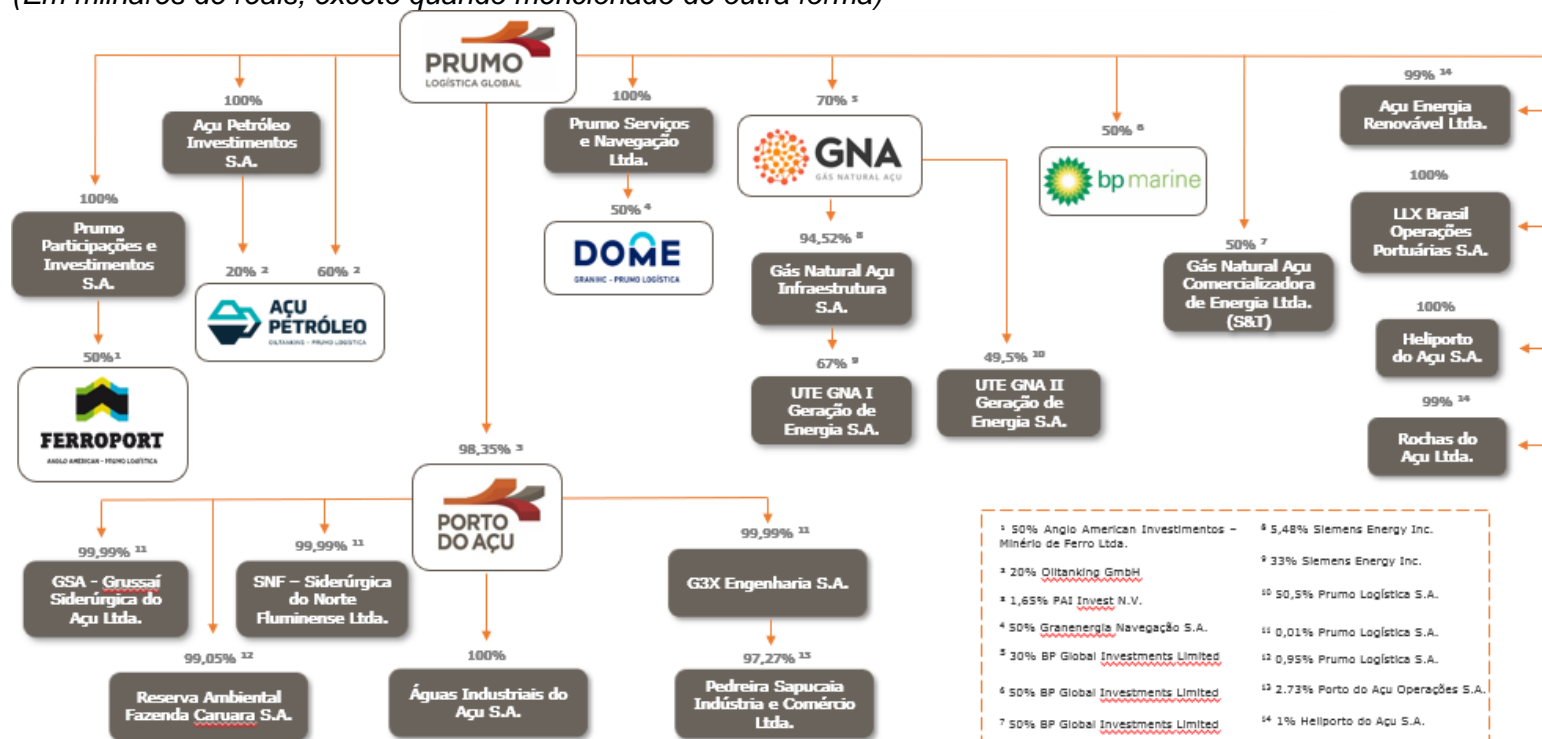 (Em milhares de reais, exceto quando mencionado de outra forma)
PRUMO
LOGÍSTICA GLOBAL
100%
Açu Petróleo
Investimentos
S.A.
100%
Prumo Serviços
e Navegação
Ltda.
70% ⁵
GNA
GÁS NATURAL AÇU
50% ⁶
bp marine
99% ¹⁴
Açu Energia
Renovável Ltda.
100%
Prumo
Participações e
Investimentos
S.A.
20% ²
60% ²
AÇU
PETRÓLEO
OILTANKING - PRUMO LOGÍSTICA
50% ⁴
DOME
GRANIHC - PRUMO LOGÍSTICA
94,52% ⁸
Gás Natural Açu
Infraestrutura
S.A.
50% ⁷
Gás Natural Açu
Comercializadora
de Energia Ltda.
(S&T)
100%
LLX Brasil
Operações
Portuárias S.A.
100%
Heliporto
do Açu S.A.
50%¹
FERROPORT
ANGLO AMERICAN - PRUMO LOGÍSTICA
67% ⁹
UTE GNA I
Geração de
Energia S.A.
49,5% ¹⁰
UTE GNA II
Geração de
Energia S.A.
99% ¹⁴
Rochas do
Açu Ltda.
98,35% ³
PORTO
DO AÇU
99,99% ¹¹
GSA - Grussaí
Siderúrgica do
Açu Ltda.
99,99% ¹¹
SNF – Siderúrgica
do Norte
Fluminense Ltda.
99,99% ¹¹
G3X Engenharia S.A.
99,05% ¹²
Reserva Ambiental
Fazenda Caruara S.A.
100%
Águas Industriais do
Açu S.A.
97,27% ¹³
Pedreira Sapucaia
Indústria e Comércio
Ltda.
¹ 50% Anglo American Investimentos –
Minério de Ferro Ltda.
² 20% Oiltanking GmbH
³ 1,65% PAI Invest N.V.
⁴ 50% Granenergia Navegação S.A.
⁵ 30% BP Global Investments Limited
⁶ 50% BP Global Investments Limited
⁷ 50% BP Global Investments Limited
⁸ 5,48% Siemens Energy Inc.
⁹ 33% Siemens Energy Inc.
¹⁰ 50,5% Prumo Logística S.A.
¹¹ 0,01% Prumo Logística S.A.
¹² 0,95% Prumo Logística S.A.
¹³ 2.73% Porto do Açu Operações S.A.
¹⁴ 1% Heliporto do Açu S.A.